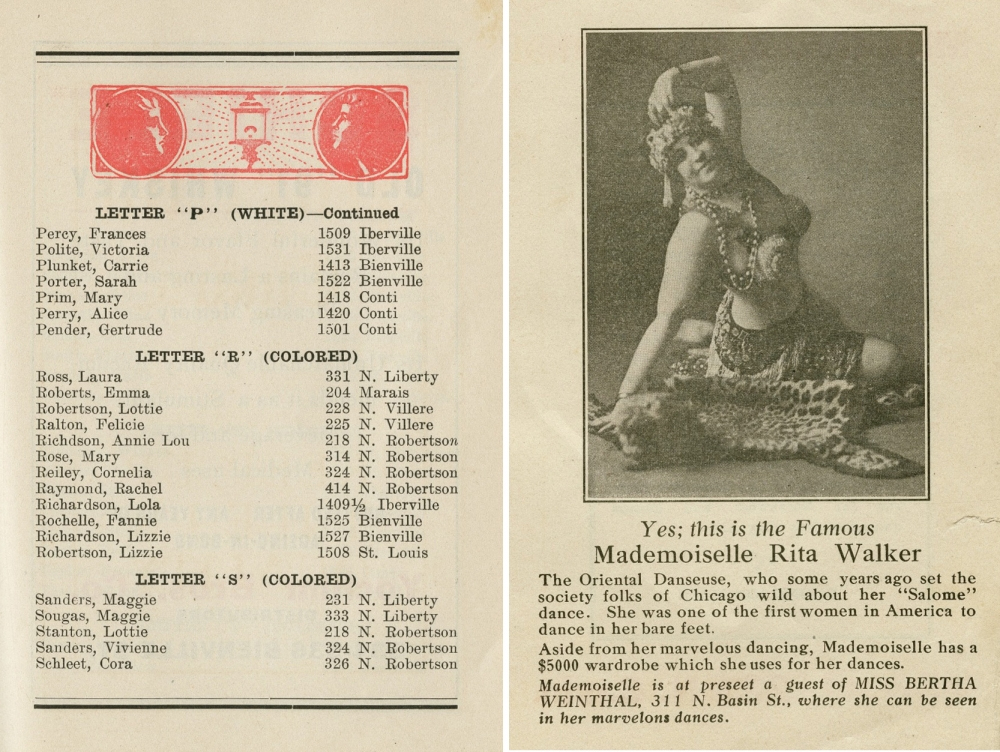 LETTER “P” (WHITE)—Continued
Percy, Frances 1509 Iberville
Polite, Victoria 1531 Iberville
Plunket, Carrie 1413 Bienville
Porter, Sarah 1522 Bienville
Prim, Mary 1418 Conti
Perry, Alice 1420 Conti
Pender, Gertrude 1501 Conti
LETTER “R” (COLORED)
Ross, Laura 331 N. Liberty
Roberts, Emma 204 Marais
Robertson, Lottie 228 N. Villere
Ralton, Felicie 225 N. Villere
Richdson, Annie Lou 218 N. Robertson
Rose, Mary 314 N. Robertson
Reiley, Cornelia 324 N. Robertson
Raymond, Rachel 414 N. Robertson
Richardson, Lola 1409½ Iberville
Rochelle, Fannie 1525 Bienville
Richardson, Lizzie 1527 Bienville
Robertson, Lizzie 1508 St. Louis
LETTER “S” (COLORED)
Sanders, Maggie 231 N. Liberty
Sougas, Maggie 333 N. Liberty
Stanton, Lottie 218 N. Robertson
Sanders, Vivienne 324 N. Robertson
Schleet, Cora 326 N. Robertson
Yes; this is the Famous
Mademoiselle Rita Walker
The Oriental Danseuse, who some years ago set the
society folks of Chicago wild about her “Salome”
dance. She was one of the first women in America to
dance in her bare feet.
Aside from her marvelous dancing, Mademoiselle has a
$5000 wardrobe which she uses for her dances.
Mademoiselle is at preseet a guest of MISS BERTHA
WEINTHAL, 311 N. Basin St., where she can be seen
in her marvelons dances.